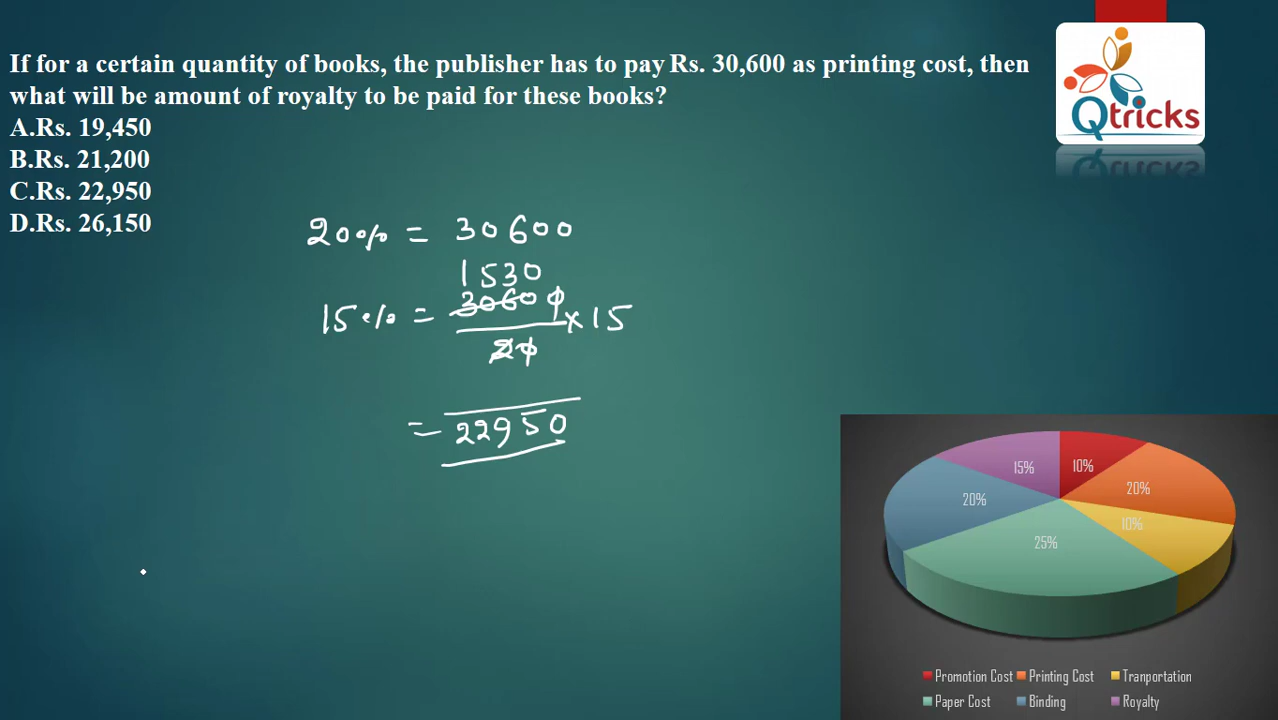 If for a certain quantity of books, the publisher has to pay Rs. 30,600 as printing cost, then
what will be amount of royalty to be paid for these books?
A.Rs. 19,450
B.Rs. 21,200
C.Rs. 22,950
D.Rs. 26,150
Qtricks
20% = 30600
1530
15% = 30600 x 15
20
= 22950
15% 10%
20% 20%
10%
25%
Promotion Cost Printing Cost Tranportation
Paper Cost Binding Royalty